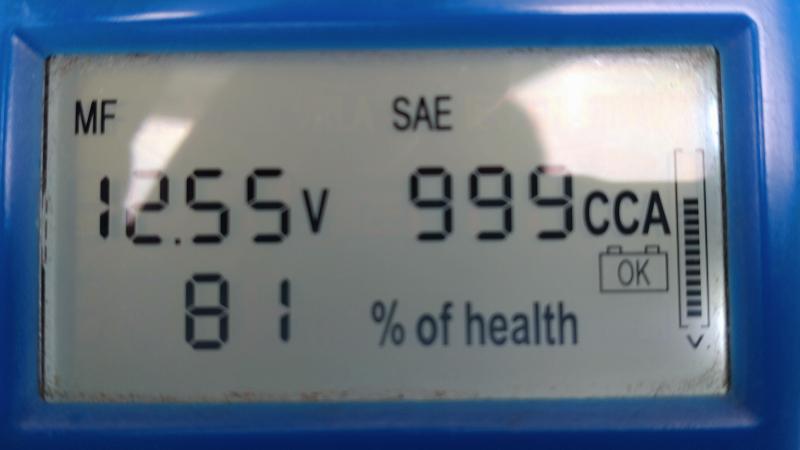 MF SAE
12.55V 999CCA
OK
81 % of health